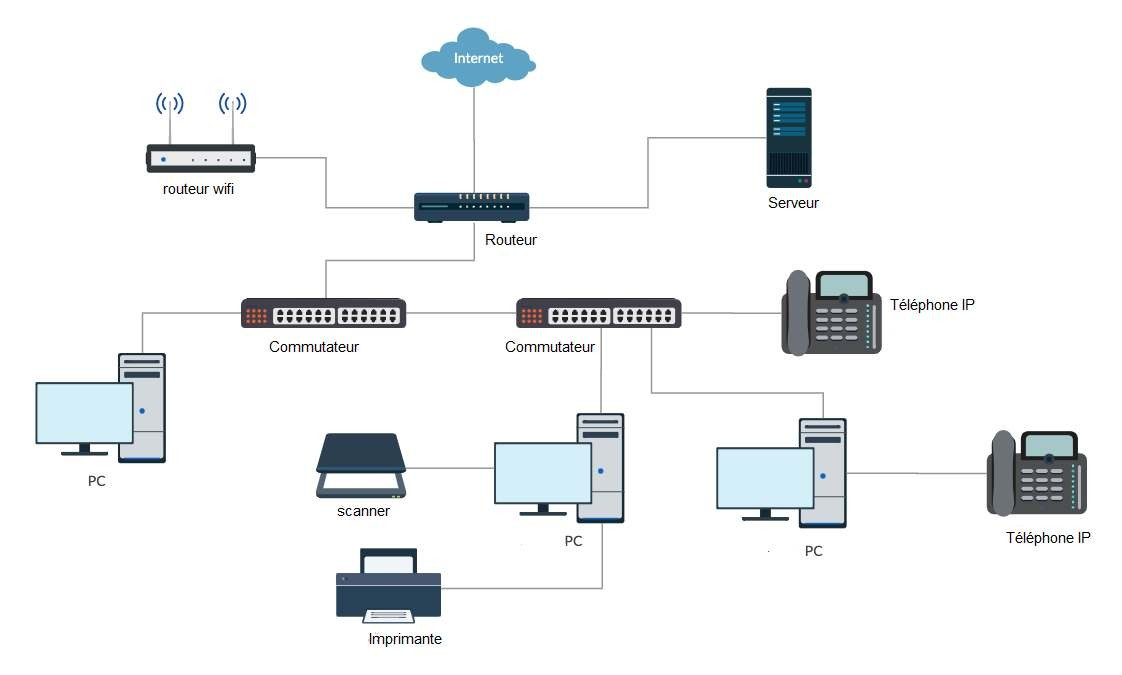 Internet
routeur wifi
Serveur
Routeur
Téléphone IP
Commutateur
Commutateur
PC
scanner
PC
PC
Téléphone IP
Imprimante